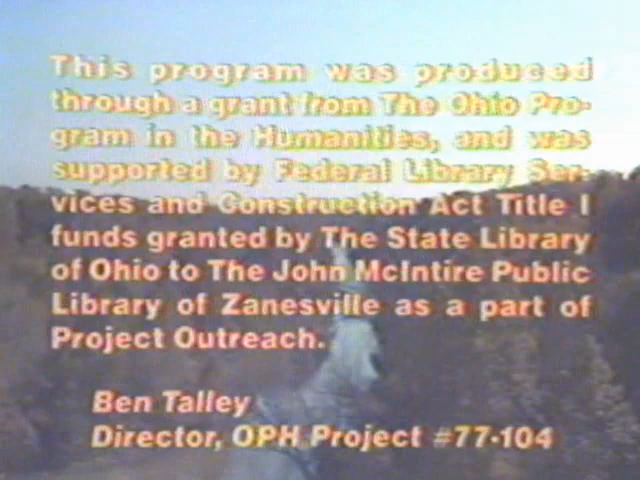 This program was produced
through a grant from The Ohio Pro-
gram in the Humanities, and was
supported by Federal Library Ser-
vices and Construction Act Title I
funds granted by The State Library
of Ohio to The John McIntire Public
Library of Zanesville as a part of
Project Outreach.
Ben Talley
Director, OPH Project #77-104